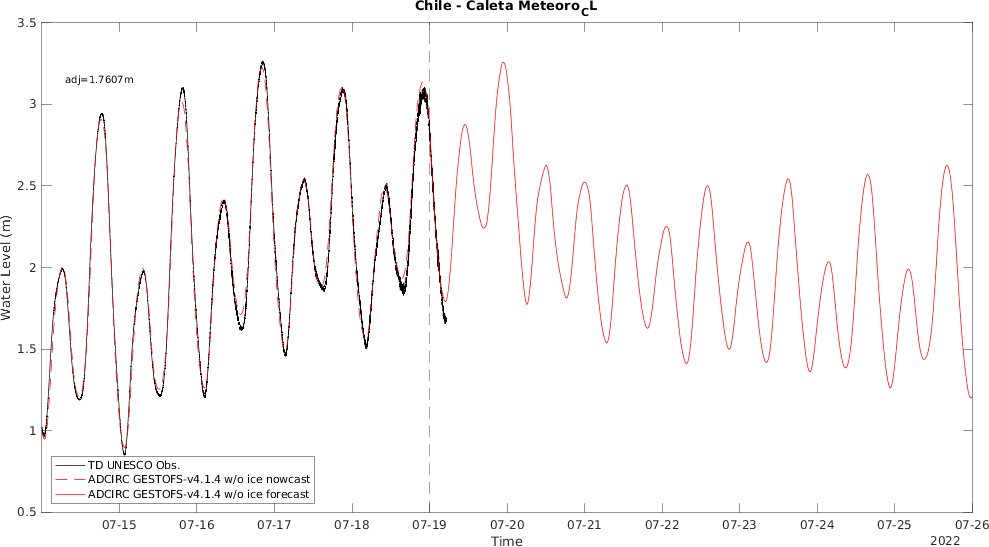 Chile - Caleta Meteoro_CL
adj=1.7607m
3.5
3
2.5
2
1.5
1
0.5
Water Level (m)
TD UNESCO Obs.
ADCIRC GESTOFS-v4.1.4 w/o ice nowcast
ADCIRC GESTOFS-v4.1.4 w/o ice forecast
07-15 07-16 07-17 07-18 07-19 07-20 07-21 07-22 07-23 07-24 07-25 07-26
Time
2022